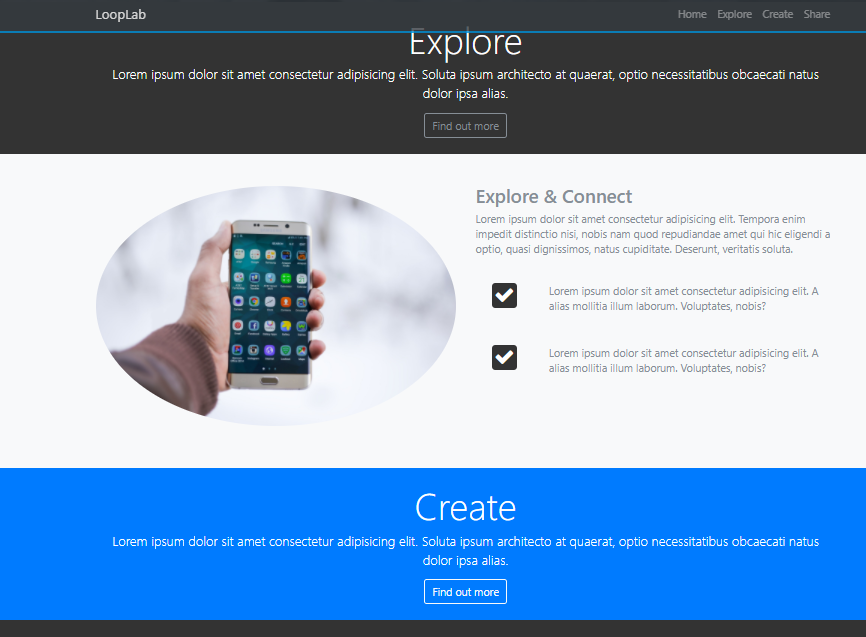 LoopLab
Home Explore Create Share
Explore
Lorem ipsum dolor sit amet consectetur adipisicing elit. Soluta ipsum architecto at quaerat, optio necessitatibus obcaecati natus
dolor ipsa alias.
Find out more
Explore & Connect
Lorem ipsum dolor sit amet consectetur adipisicing elit. Tempora enim
impedit distinctio nisi, nobis nam quod repudiandae amet qui hic eligendi a
optio, quasi dignissimos, natus cupiditate. Deserunt, veritatis soluta.
Lorem ipsum dolor sit amet consectetur adipisicing elit. A
alias mollitia illum laborum. Voluptates, nobis?
Lorem ipsum dolor sit amet consectetur adipisicing elit. A
alias mollitia illum laborum. Voluptates, nobis?
Create
Lorem ipsum dolor sit amet consectetur adipisicing elit. Soluta ipsum architecto at quaerat, optio necessitatibus obcaecati natus
dolor ipsa alias.
Find out more